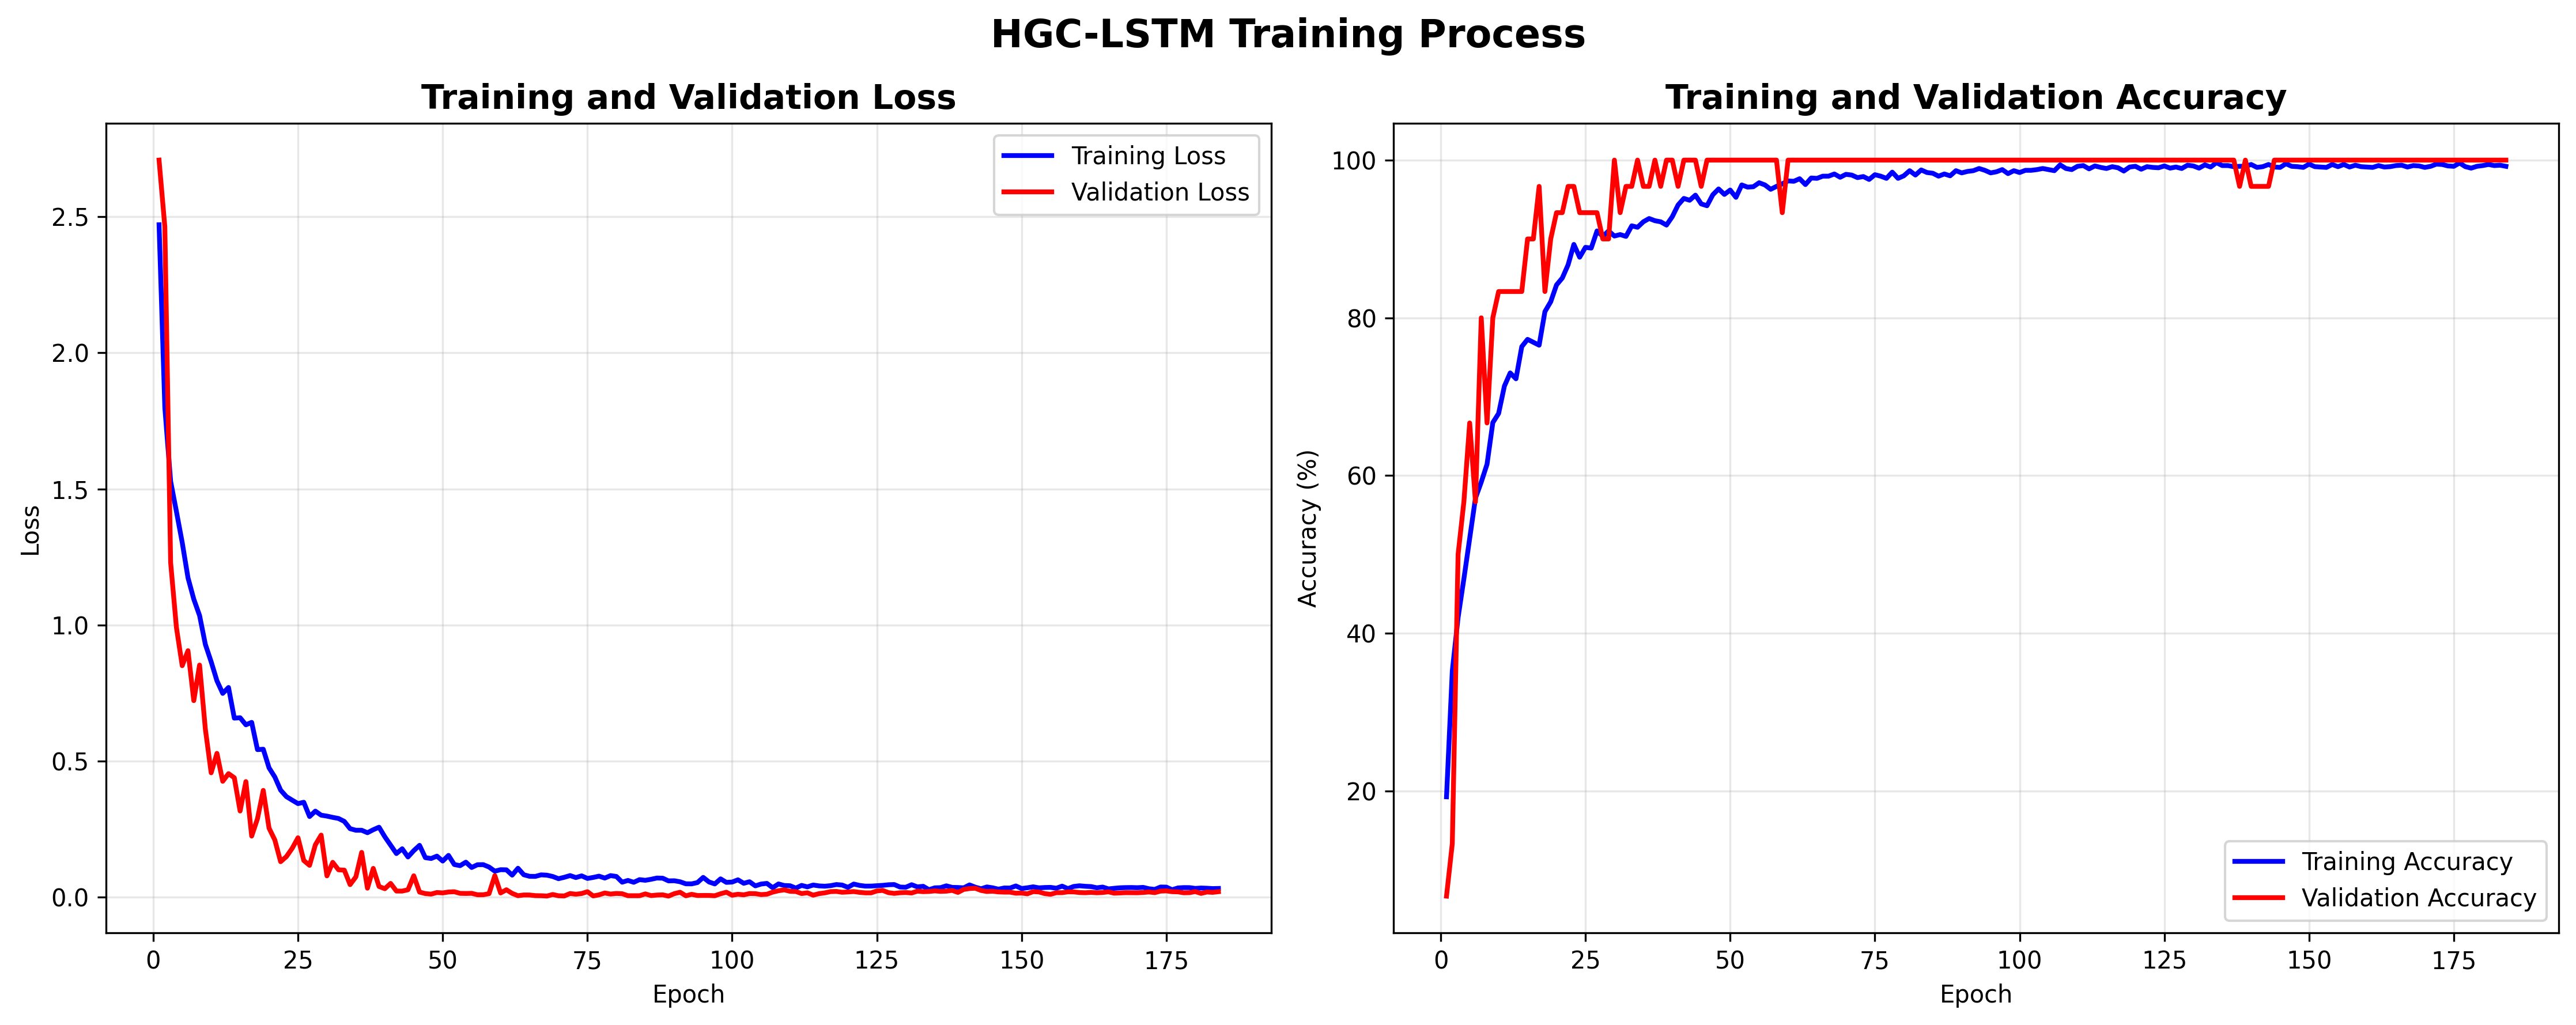 HGC-LSTM Training Process
Training and Validation Loss
Training Loss
Validation Loss
2.5
2.0
1.5
1.0
0.5
0.0
Loss
0 25 50 75 100 125 150 175
Epoch
Training and Validation Accuracy
100
80
60
40
20
Accuracy (%)
Training Accuracy
Validation Accuracy
0 25 50 75 100 125 150 175
Epoch